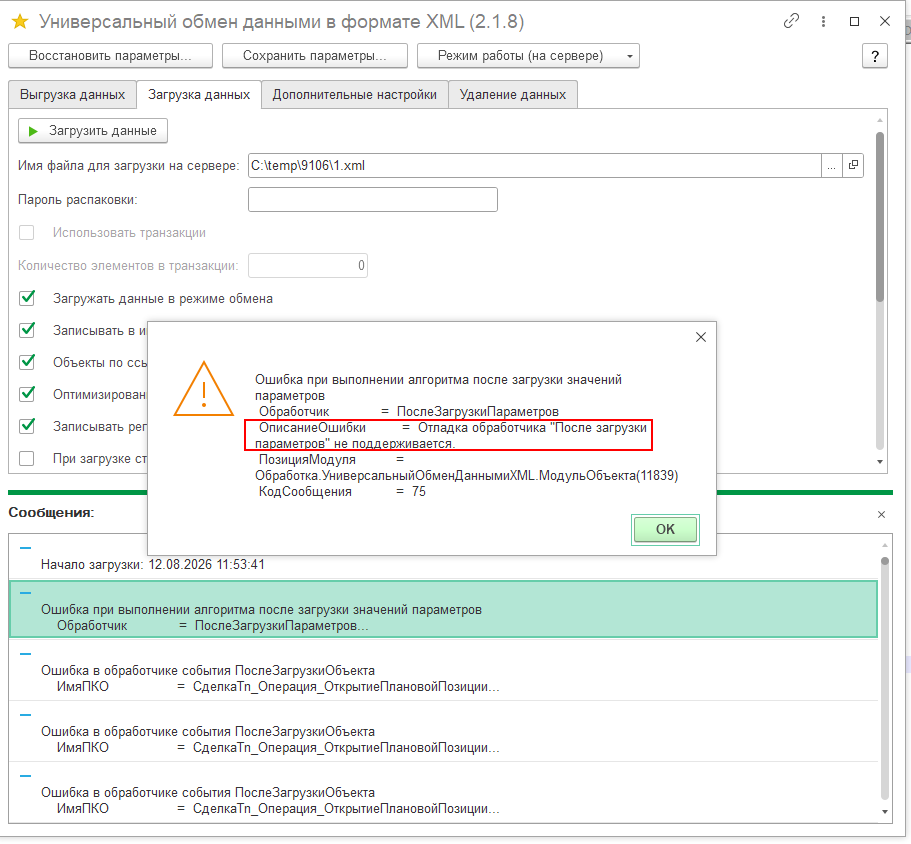 Универсальный обмен данными в формате XML (2.1.8)
Восстановить параметры... Сохранить параметры... Режим работы (на сервере) ?
Выгрузка данных Загрузка данных Дополнительные настройки Удаление данных
Загрузить данные
Имя файла для загрузки на сервере: C:\temp\9106\1.xml ...
Пароль распаковки:
Использовать транзакции
Количество элементов в транзакции: 0
Загружать данные в режиме обмена
Записывать в и
Объекты по ссы
Оптимизирован
Записывать рег
При загрузке ст
Ошибка при выполнении алгоритма после загрузки значений
параметров
Обработчик = ПослеЗагрузкиПараметров
ОписаниеОшибки = Отладка обработчика "После загрузки
параметров" не поддерживается.
ПозицияМодуля =
Обработка.УниверсальныйОбменДаннымиXML.МодульОбъекта(11839)
КодСообщения = 75
OK
Сообщения:
Начало загрузки: 12.08.2026 11:53:41
Ошибка при выполнении алгоритма после загрузки значений параметров
Обработчик = ПослеЗагрузкиПараметров...
Ошибка в обработчике события ПослеЗагрузкиОбъекта
ИмяПКО = СделкаТп_Операция_ОткрытиеПлановойПозиции...
Ошибка в обработчике события ПослеЗагрузкиОбъекта
ИмяПКО = СделкаТп_Операция_ОткрытиеПлановойПозиции...
Ошибка в обработчике события ПослеЗагрузкиОбъекта
ИмяПКО = СделкаТп_Операция_ОткрытиеПлановойПозиции...